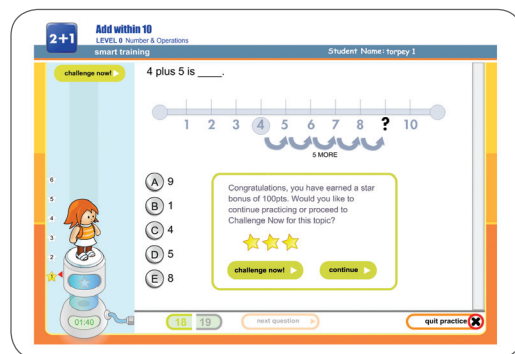 2+1
Add within 10
LEVEL 0 Number & Operations
smart training
Student Name: torpey 1
challenge now!
4 plus 5 is ____.
1 2 3 4 5 6 7 8 ? 10
5 MORE
A 9
B 1
C 4
D 5
E 8
Congratulations, you have earned a star
bonus of 100pts. Would you like to
continue practicing or proceed to
Challenge Now for this topic?
challenge now!
continue
6
5
4
3
2
1
01:40
18 19
next question
quit practice